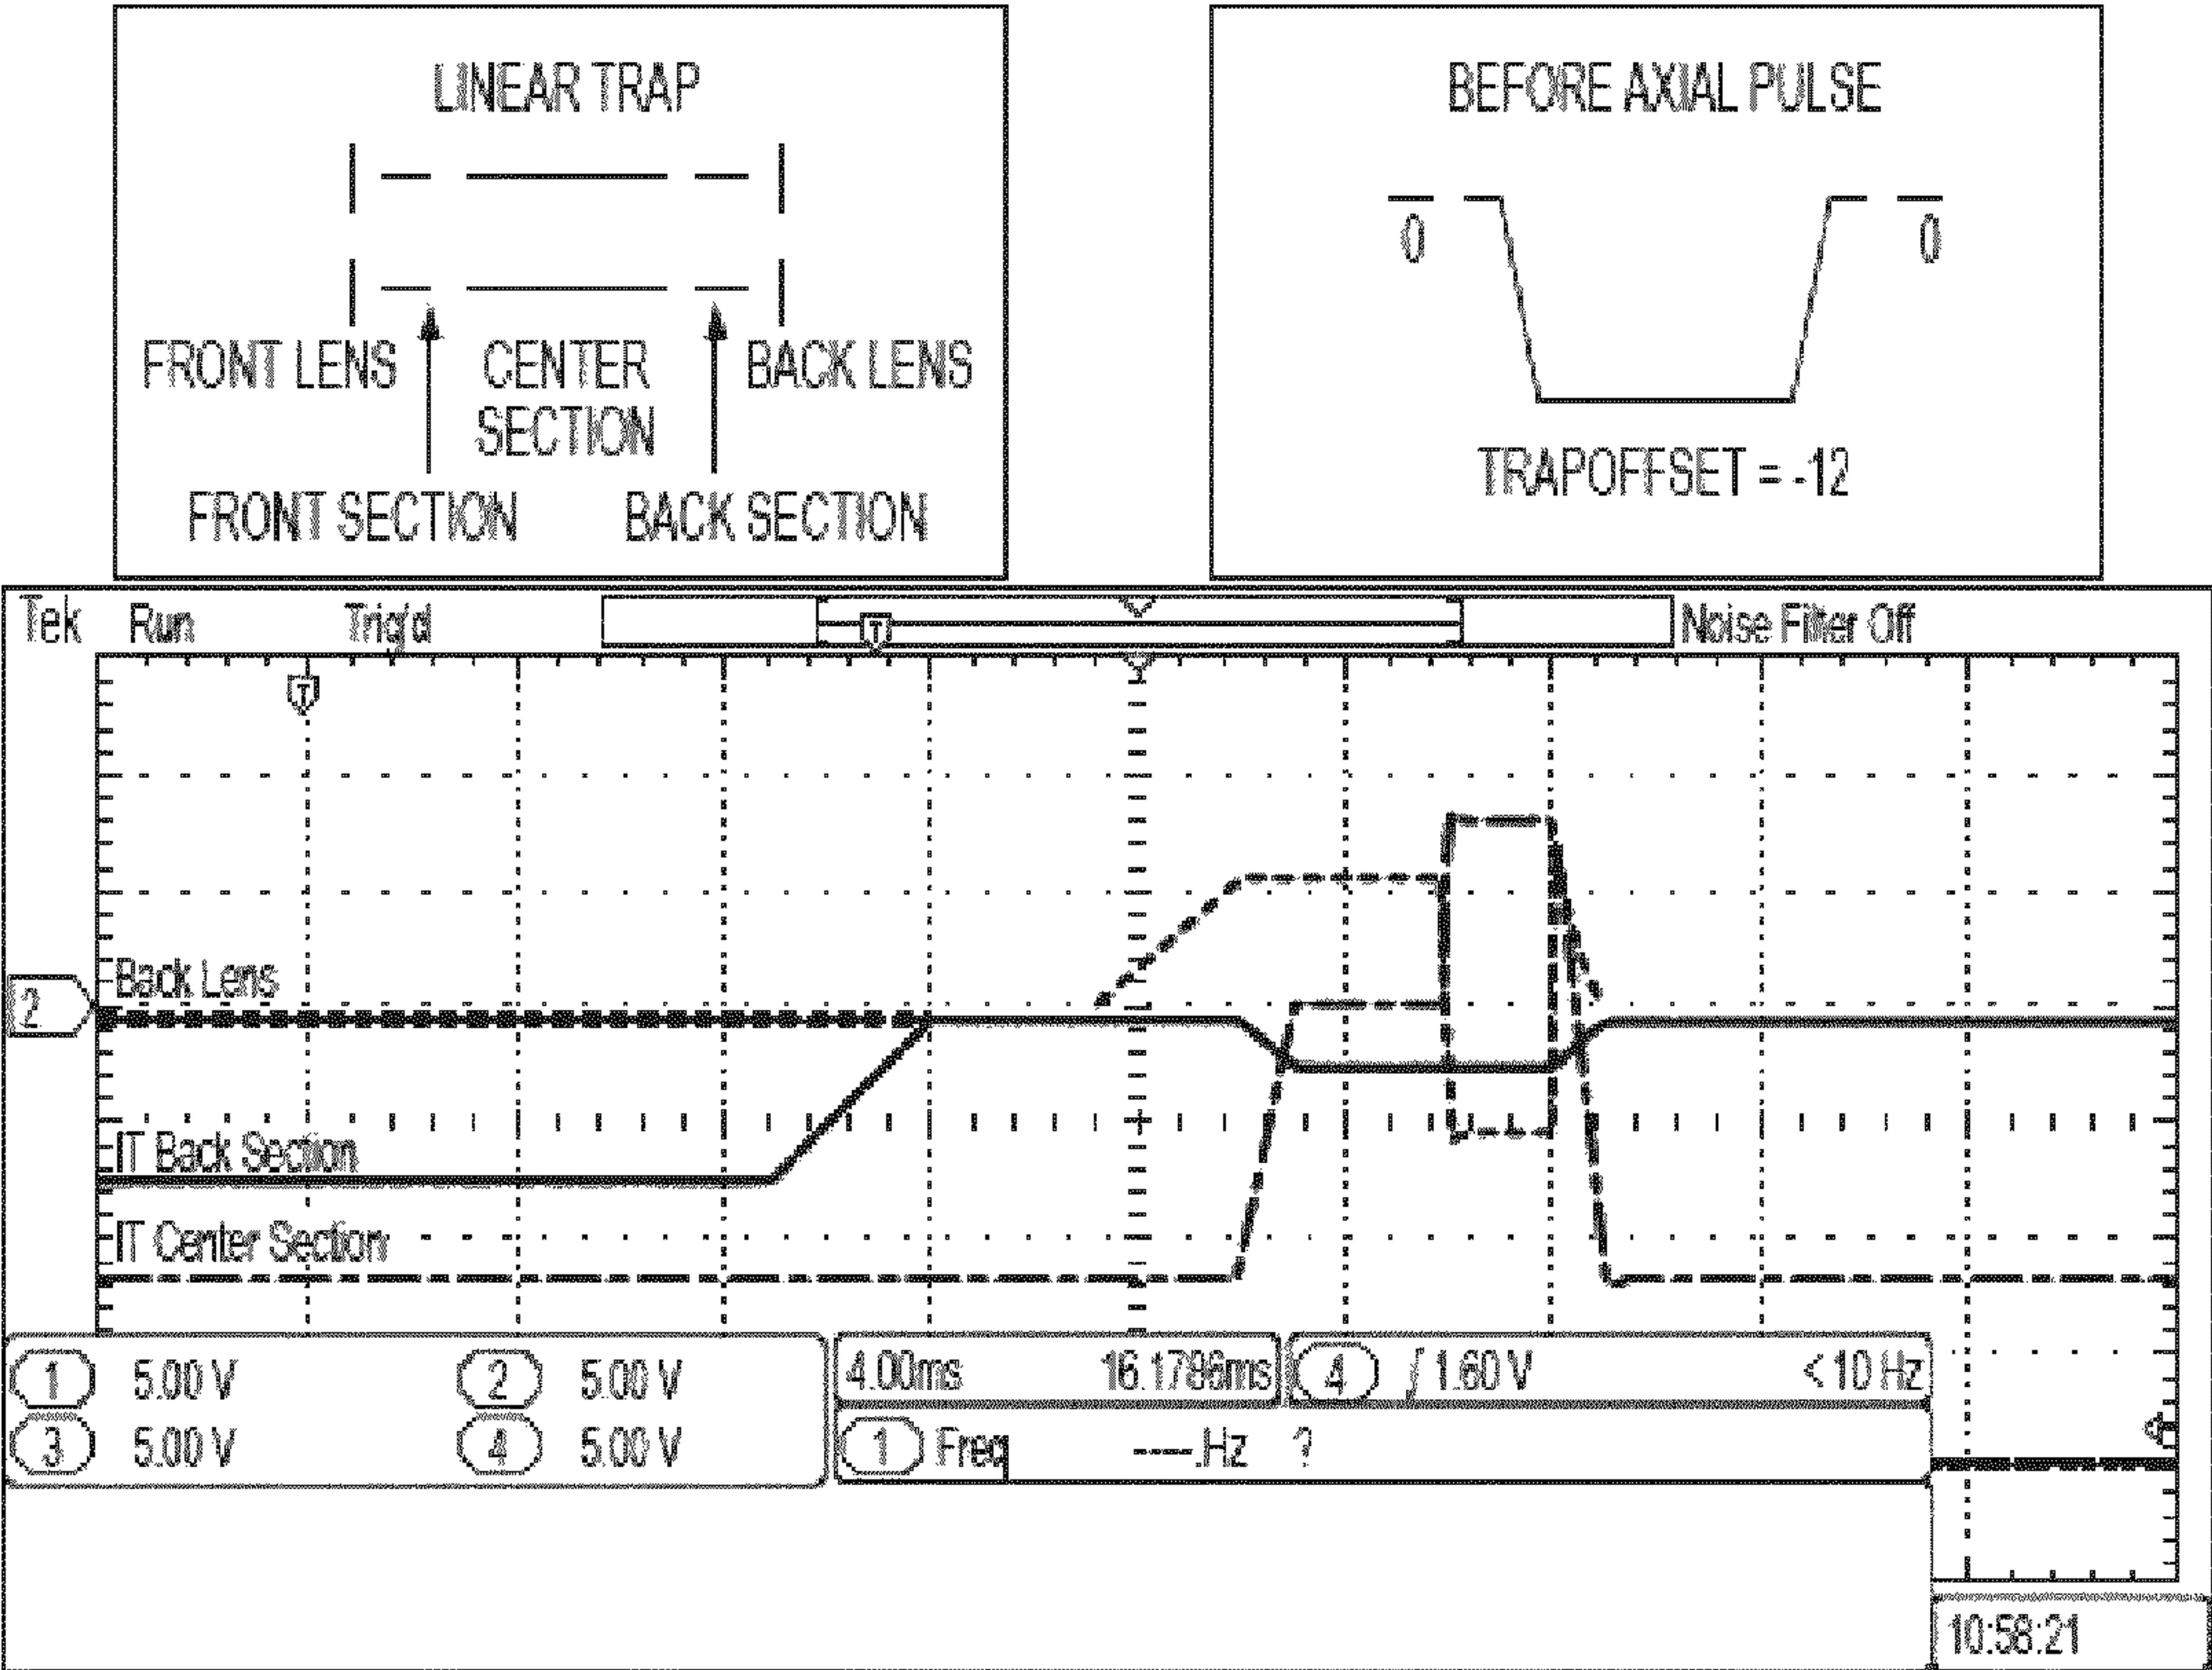 LINEAR TRAP
FRONT LENS
CENTER SECTION
BACK LENS
FRONT SECTION
BACK SECTION
BEFORE AXIAL PULSE
0
0
TRAPOFFSET = -12
Tek Run Trig'd
T
Noise Filter Off
T
Back Lens
2
IT Back Section
IT Center Section
1 5.00 V 2 5.00 V
3 5.00 V 4 5.00 V
4.00ms 16.1796ms
4 ∫ 1.60 V < 10 Hz
1 Freq ----.Hz ?
10:58:21